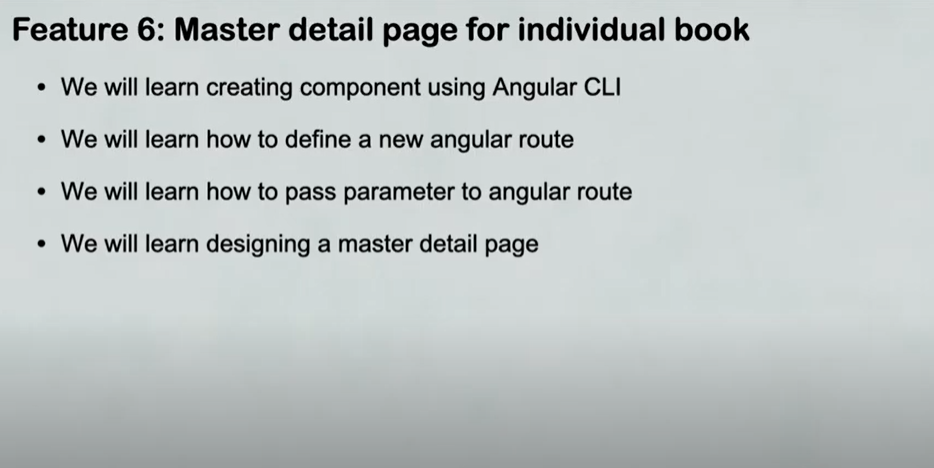 Feature 6: Master detail page for individual book
• We will learn creating component using Angular CLI
• We will learn how to define a new angular route
• We will learn how to pass parameter to angular route
• We will learn designing a master detail page